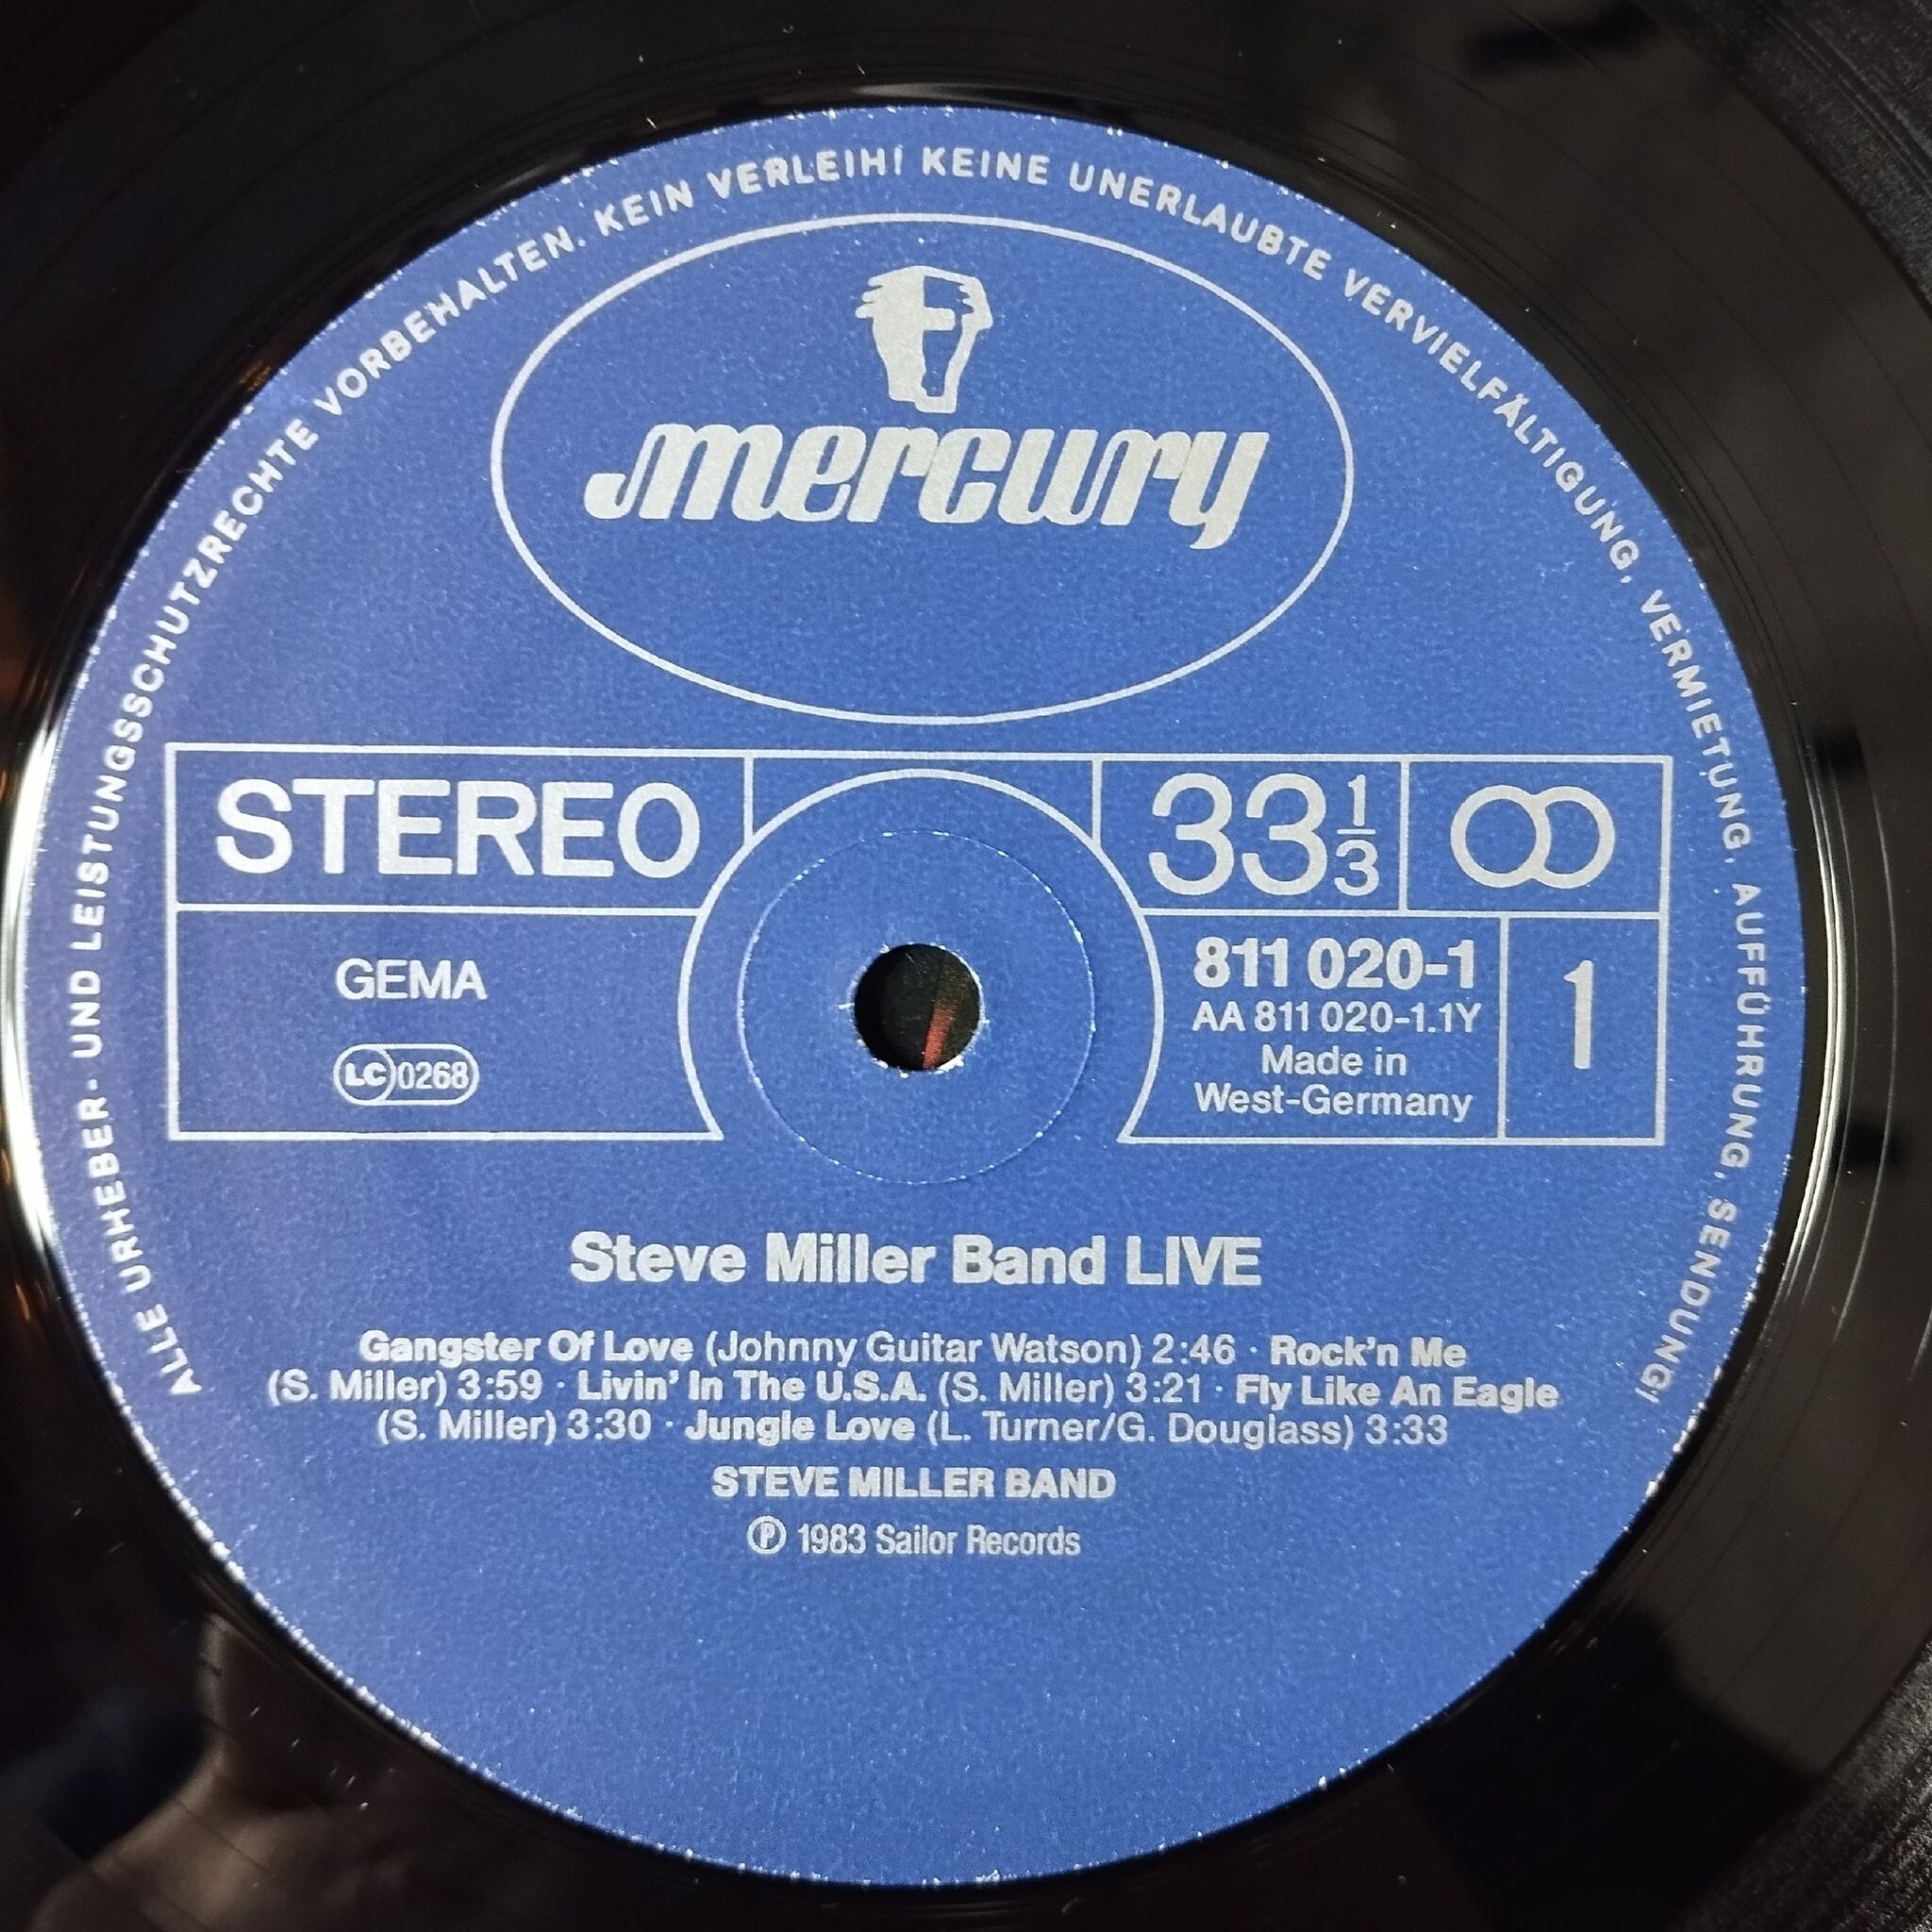 ALLE URHEBER- UND LEISTUNGSSCHUTZRECHTE VORBEHALTEN. KEIN VERLEIH! KEINE UNERLAUBTE VERVIELFÄLTIGUNG, VERMIETUNG, AUFFÜHRUNG, SENDUNG!
mercury
STEREO
33 1/3
GEMA
LC 0268
811 020-1
AA 811 020-1.1Y
Made in
West-Germany
1
Steve Miller Band LIVE
Gangster Of Love (Johnny Guitar Watson) 2:46 · Rock'n Me
(S. Miller) 3:59 · Livin' In The U.S.A. (S. Miller) 3:21 · Fly Like An Eagle
(S. Miller) 3:30 · Jungle Love (L. Turner/G. Douglass) 3:33
STEVE MILLER BAND
℗ 1983 Sailor Records